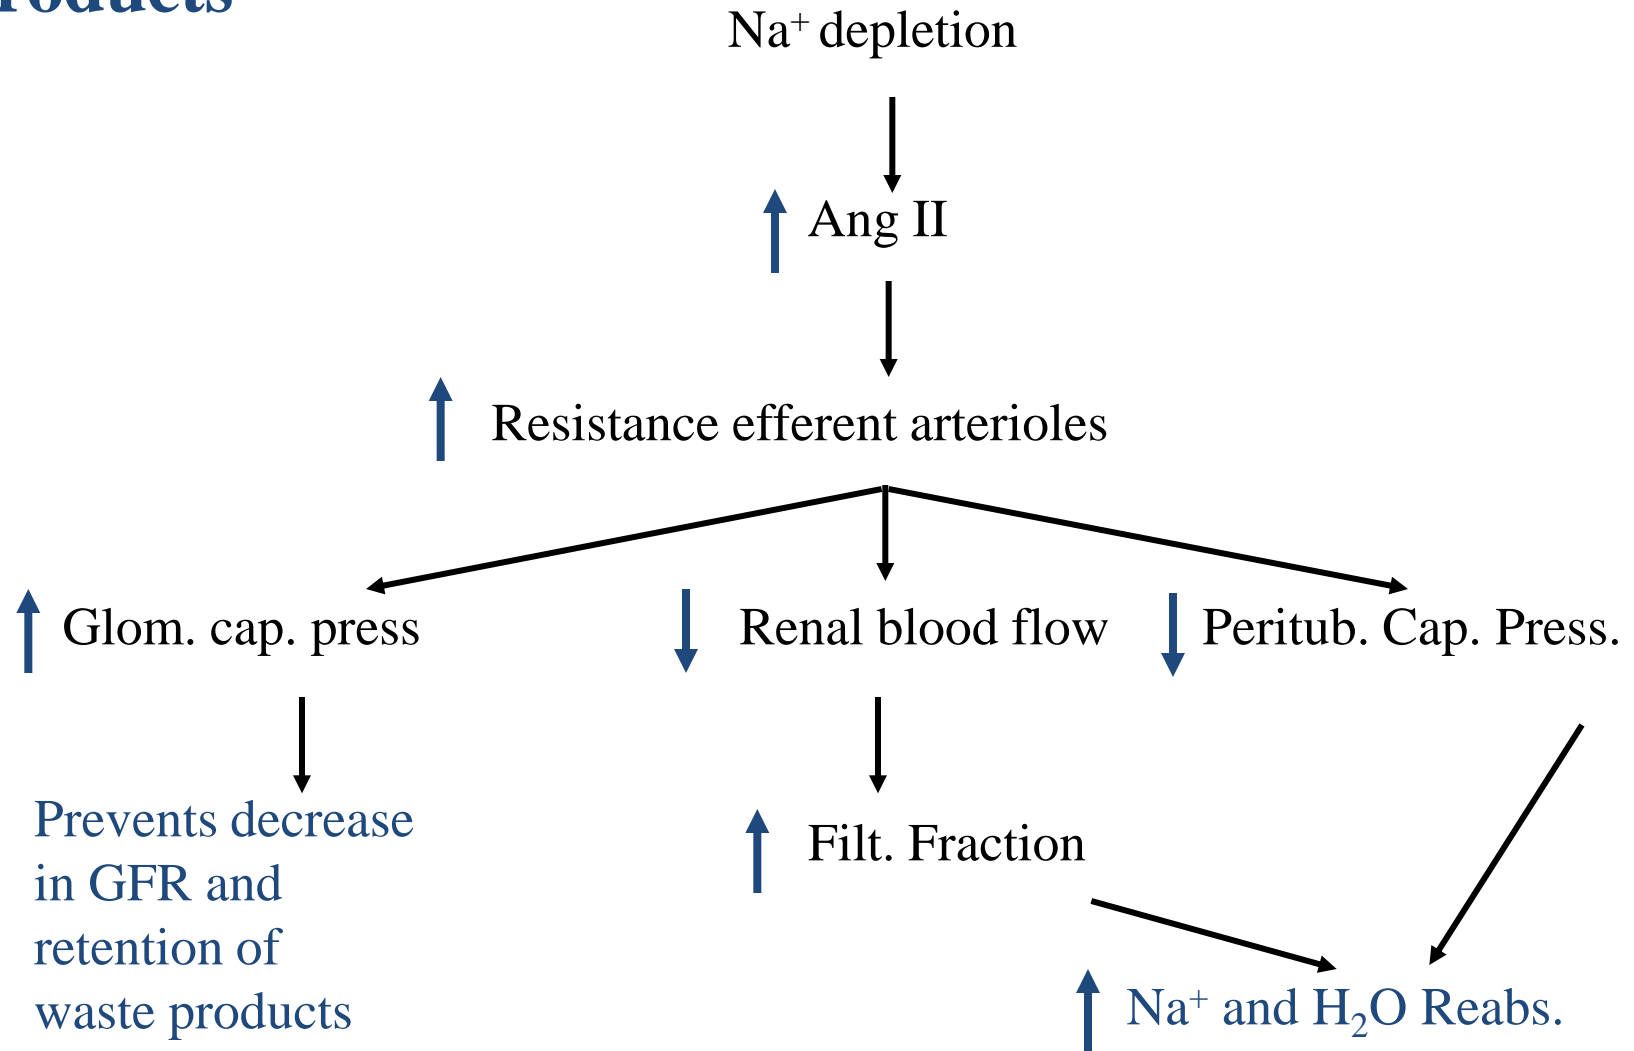 Na⁺ depletion
Ang II
Resistance efferent arterioles
Glom. cap. press
Renal blood flow
Peritub. Cap. Press.
Prevents decrease
in GFR and
retention of
waste products
Filt. Fraction
Na⁺ and H₂O Reabs.